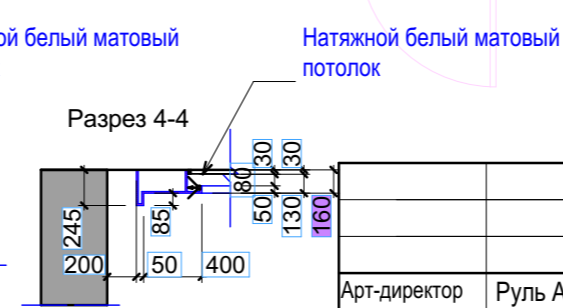 ой белый матовый
Натяжной белый матовый
потолок
Разрез 4-4
30
30
80
245
85
50
130
160
200
50
400
Арт-директор
Руль А